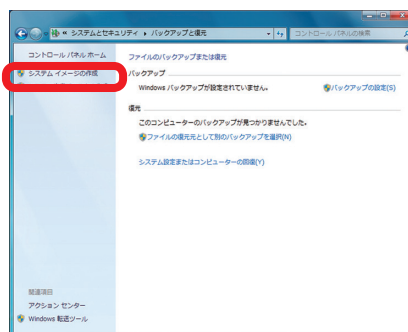 « システムとセキュリティ ▸ バックアップと復元
コントロール パネルの検索
コントロール パネル ホーム
システム イメージの作成
ファイルのバックアップまたは復元
バックアップ
Windows バックアップが設定されていません。
バックアップの設定(S)
復元
このコンピューターのバックアップが見つかりませんでした。
ファイルの復元元として別のバックアップを選択(N)
システム設定またはコンピューターの回復(Y)
関連項目
アクション センター
Windows 転送ツール